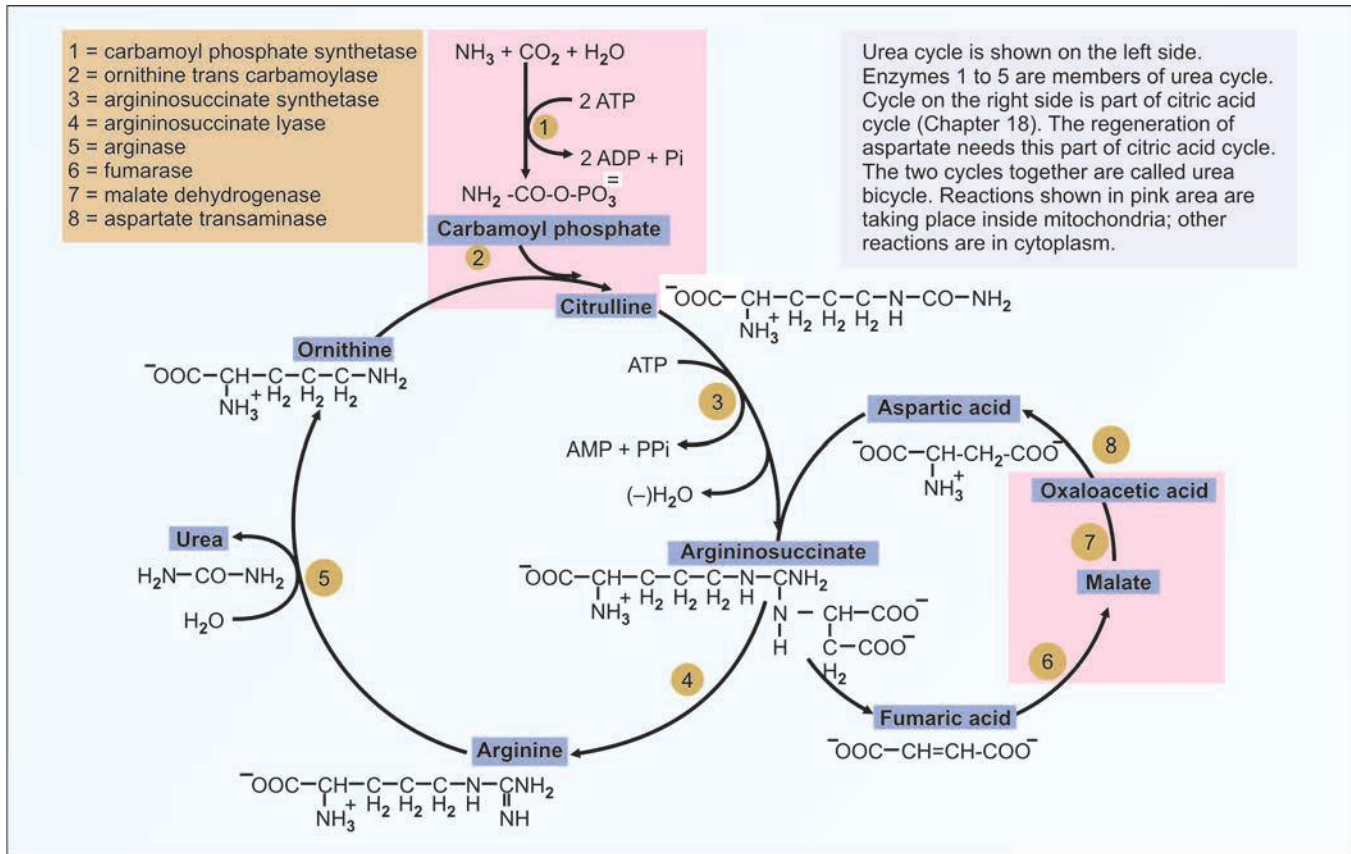 1 = carbamoyl phosphate synthetase
2 = ornithine trans carbamoylase
3 = argininosuccinate synthetase
4 = argininosuccinate lyase
5 = arginase
6 = fumarase
7 = malate dehydrogenase
8 = aspartate transaminase
NH₃ + CO₂ + H₂O
2 ATP
1
2 ADP + Pi
NH₂ -CO-O-PO₃⁼
Carbamoyl phosphate
2
Urea cycle is shown on the left side.
Enzymes 1 to 5 are members of urea cycle.
Cycle on the right side is part of citric acid
cycle (Chapter 18). The regeneration of
aspartate needs this part of citric acid cycle.
The two cycles together are called urea
bicycle. Reactions shown in pink area are
taking place inside mitochondria; other
reactions are in cytoplasm.
Citrulline
⁻OOC—CH—C—C—C—N—CO—NH₂
NH₃⁺ H₂ H₂ H₂ H
Ornithine
⁻OOC—CH—C—C—C—NH₂
NH₃⁺ H₂ H₂ H₂
ATP
3
AMP + PPi
(–)H₂O
Aspartic acid
⁻OOC—CH-CH₂-COO⁻
NH₃⁺
8
Oxaloacetic acid
7
Malate
6
Urea
H₂N—CO—NH₂
H₂O
5
Argininosuccinate
⁻OOC—CH—C—C—C—N—CNH₂
NH₃⁺ H₂ H₂ H₂ H
N — CH—COO⁻
H C—COO⁻
H₂
4
Fumaric acid
⁻OOC—CH=CH-COO⁻
Arginine
⁻OOC—CH—C—C—C—N—CNH₂
NH₃⁺ H₂ H₂ H₂ H NH